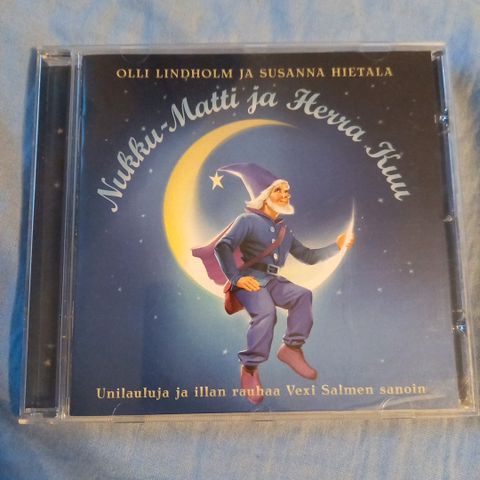 OLLI LINDHOLM JA SUSANNA HIETALA
Nukku-Matti ja Herra Kuu
Unilauluja ja illan rauhaa Vexi Salmen sanoin